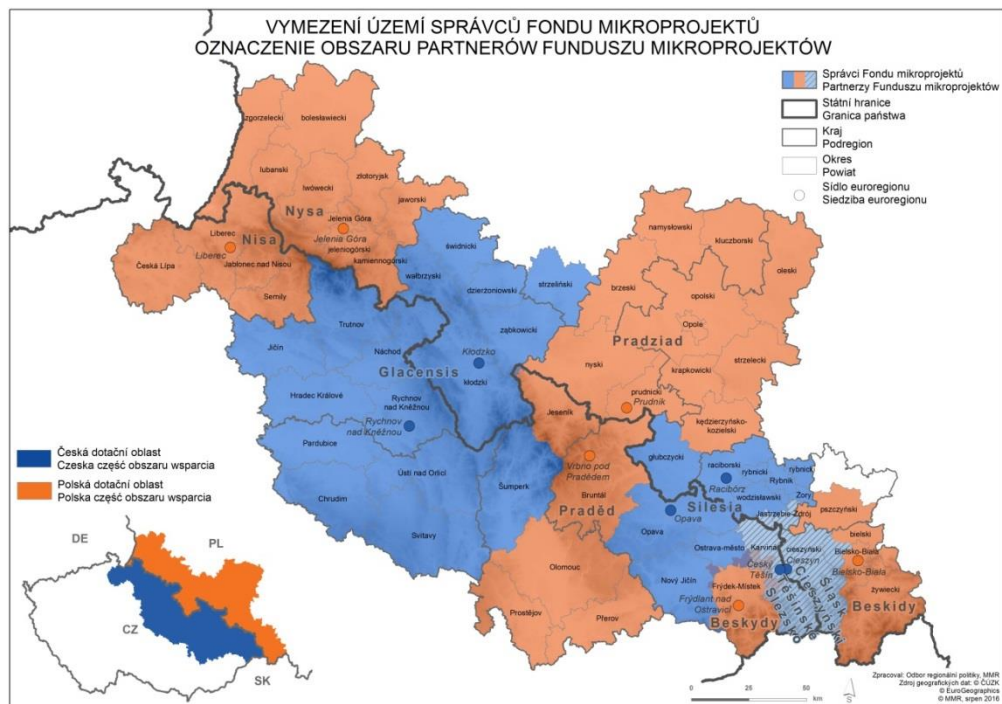 VYMEZENÍ ÚZEMÍ SPRÁVCŮ FONDU MIKROPROJEKTŮ
OZNACZENIE OBSZARU PARTNERÓW FUNDUSZU MIKROPROJEKTÓW
Správci Fondu mikroprojektů
Partnerzy Funduszu mikroprojektów
Státní hranice
Granica państwa
Kraj
Podregion
Okres
Powiat
Sídlo euroregionu
Siedziba euroregionu
zgorzelecki
bolesławiecki
lubanski
lwówecki
złotoryjsk
jaworski
Nysa
Jelenia Góra
Jelenia Góra
jeleniogórski
kamiennogórski
Liberec
Liberec
Nisa
Česká Lípa
Jablonec nad Nisou
Semily
świdnicki
wałbrzyski
dzierżoniowski
strzeliński
ząbkowicki
Kłodzko
kłodzki
Trutnov
Jičín
Náchod
Glacensis
Hradec Králové
Rychnov
nad Kněžnou
Rychnov
nad Kněžnou
Pardubice
Ústí nad Orlicí
Chrudim
Svitavy
Šumperk
namysłowski
kluczborski
oleski
brzeski
opolski
Opole
Pradziad
nyski
strzelecki
krapkowicki
prudnicki
Prudnik
kędzierzyńsko-
kozielski
Jeseník
Vrbno pod
Pradědem
Bruntál
Praděd
Olomouc
Prostějov
Přerov
głubczycki
raciborski
Racibórz
rybnicki
rybnick
Rybnik
wodzisławski
Żory
Jastrzębie-Zdrój
pszczyński
Silesia
Opava
Opava
Ostrava-město
Karviná
cieszyński
Cieszyn
Český
Těšín
Nový Jičín
Frýdek-Místek
Frýdlant nad
Ostravicí
Beskydy
Těšínské
Slezsko
Śląsk
Cieszyński
bielski
Bielsko-Biała
Bielsko-Biała
żywiecki
Beskidy
Česká dotační oblast
Czeska część obszaru wsparcia
Polská dotační oblast
Polska część obszaru wsparcia
DE
PL
CZ
SK
0
25
50
km
Zpracoval: Odbor regionální politiky, MMR
Zdroj geografických dat: © ČÚZK
© EuroGeographics
© MMR, srpen 2016